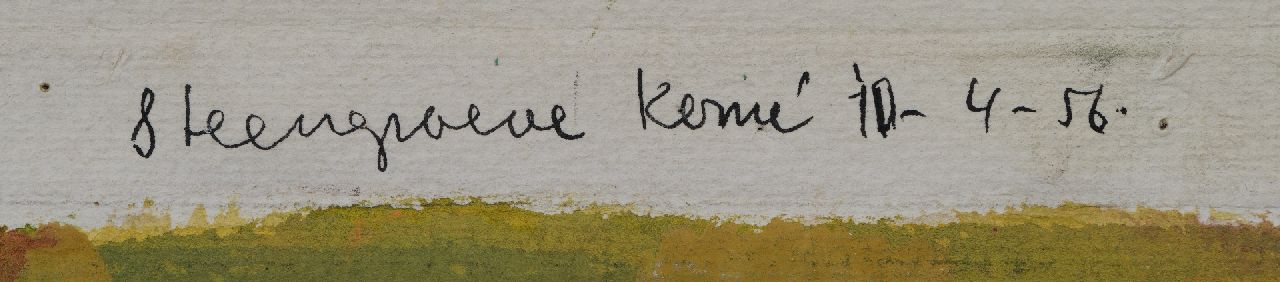 Steengroeve Kemé 10-4-56.